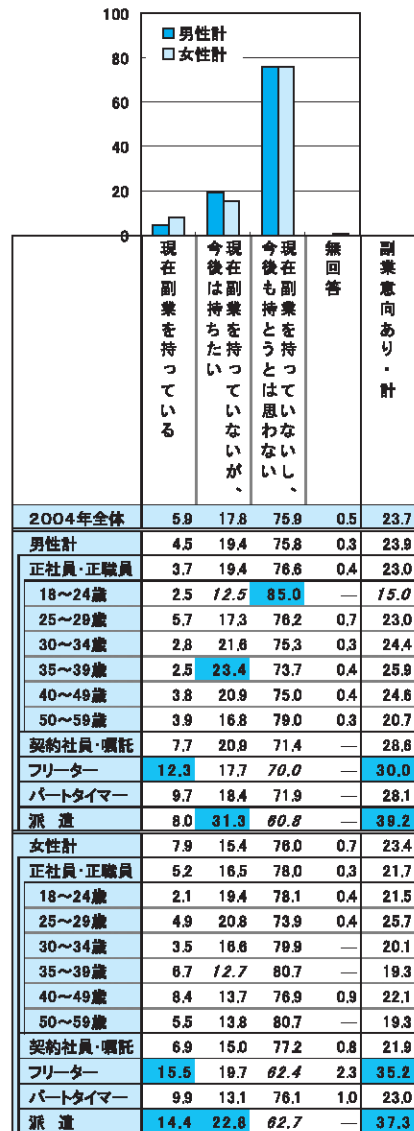 100
80
60
40
20
0
男性計
女性計
現在副業を持っている
現在副業を持っていないが、
今後は持ちたい
現在副業を持っていないし、
今後も持とうとは思わない
無回答
副業意向あり・計
2004年全体 5.9 17.8 75.9 0.5 23.7
男性計 4.5 19.4 75.8 0.3 23.9
正社員・正職員 3.7 19.4 76.6 0.4 23.0
18～24歳 2.5 12.5 85.0 — 15.0
25～29歳 5.7 17.3 76.2 0.7 23.0
30～34歳 2.8 21.6 75.3 0.3 24.4
35～39歳 2.5 23.4 73.7 0.4 25.9
40～49歳 3.8 20.9 75.0 0.4 24.6
50～59歳 3.9 16.8 79.0 0.3 20.7
契約社員・嘱託 7.7 20.9 71.4 — 28.6
フリーター 12.3 17.7 70.0 — 30.0
パートタイマー 9.7 18.4 71.9 — 28.1
派 遣 8.0 31.3 60.8 — 39.2
女性計 7.9 15.4 76.0 0.7 23.4
正社員・正職員 5.2 16.5 78.0 0.3 21.7
18～24歳 2.1 19.4 78.1 0.4 21.5
25～29歳 4.9 20.8 73.9 0.4 25.7
30～34歳 3.5 16.6 79.9 — 20.1
35～39歳 6.7 12.7 80.7 — 19.3
40～49歳 8.4 13.7 76.9 0.9 22.1
50～59歳 5.5 13.8 80.7 — 19.3
契約社員・嘱託 6.9 15.0 77.2 0.8 21.9
フリーター 15.5 19.7 62.4 2.3 35.2
パートタイマー 9.9 13.1 76.1 1.0 23.0
派 遣 14.4 22.8 62.7 — 37.3